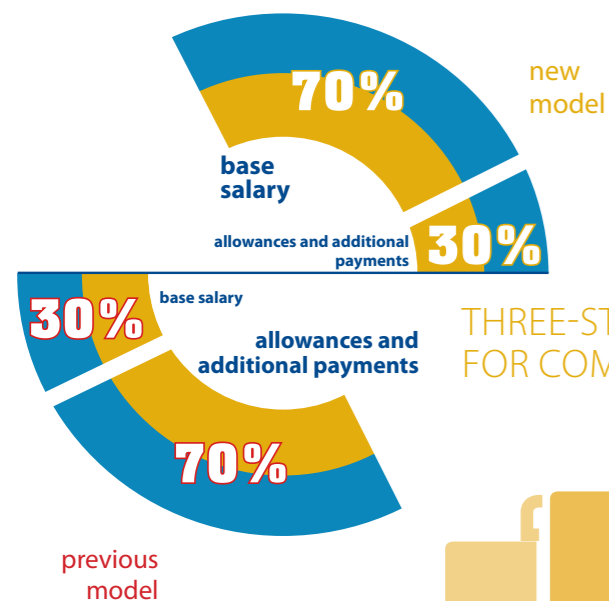 70%
new
model
base
salary
allowances and additional
payments
30%
30%
base salary
allowances and
additional payments
THREE-ST
FOR COM
70%
previous
model